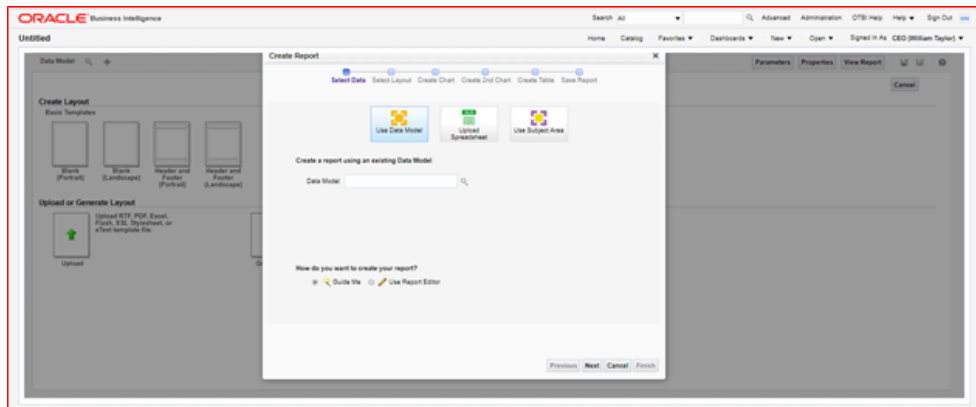 ORACLE Business Intelligence
Search All Advanced Administration OTBI Help Help Sign Out
Untitled
Home Catalog Favorites Dashboards New Open Signed In As CEO (William Taylor)
Data Model
Parameters Properties View Report
Cancel
Create Layout
Basic Templates
Blank (Portrait)
Blank (Landscape)
Header and Footer (Portrait)
Header and Footer (Landscape)
Upload or Generate Layout
Upload RTF, PDF, Excel,
Flash, XSL Stylesheet, or
eText template file.
Upload
Create Report
Select Data Select Layout Create Chart Create 2nd Chart Create Table Save Report
Use Data Model
Upload Spreadsheet
Use Subject Area
Create a report using an existing Data Model
Data Model
How do you want to create your report?
Guide Me Use Report Editor
Previous Next Cancel Finish